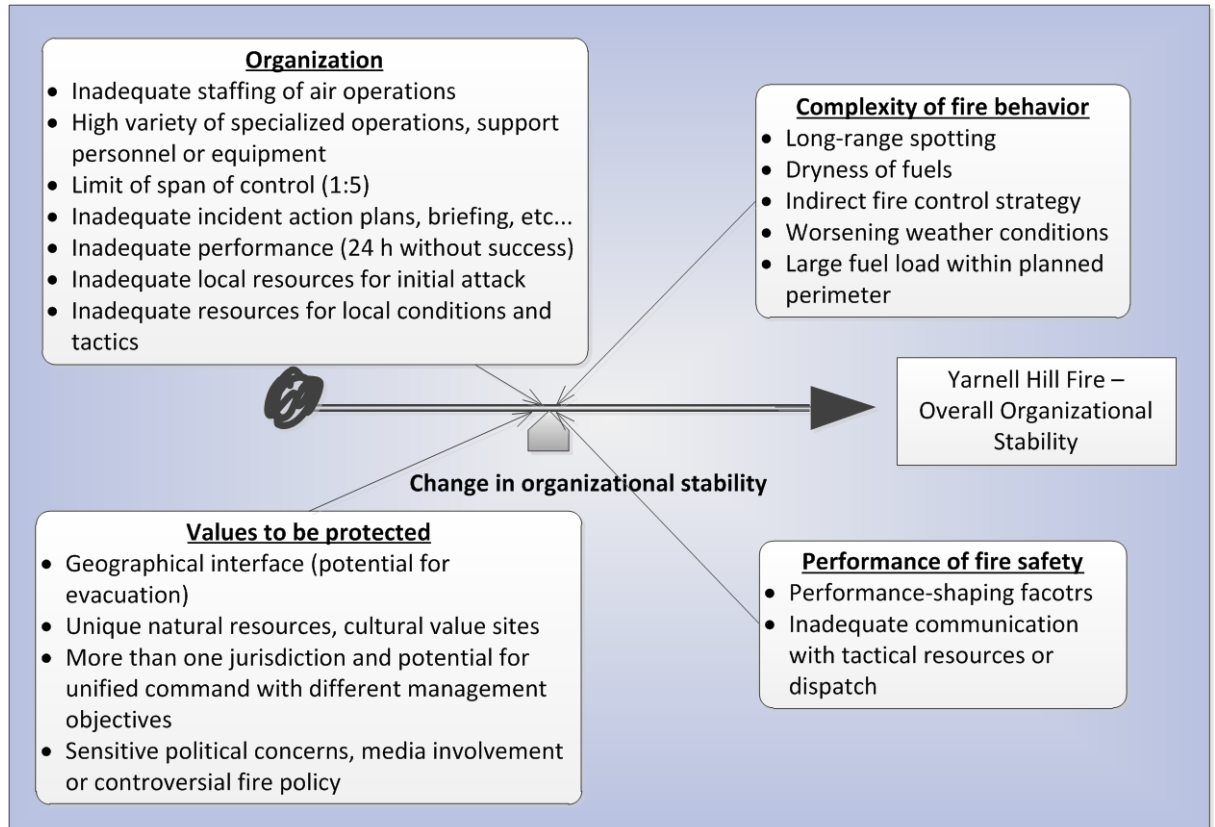 Organization
• Inadequate staffing of air operations
• High variety of specialized operations, support
personnel or equipment
• Limit of span of control (1:5)
• Inadequate incident action plans, briefing, etc...
• Inadequate performance (24 h without success)
• Inadequate local resources for initial attack
• Inadequate resources for local conditions and
tactics
Complexity of fire behavior
• Long-range spotting
• Dryness of fuels
• Indirect fire control strategy
• Worsening weather conditions
• Large fuel load within planned
perimeter
Yarnell Hill Fire –
Overall Organizational
Stability
Change in organizational stability
Values to be protected
• Geographical interface (potential for
evacuation)
• Unique natural resources, cultural value sites
• More than one jurisdiction and potential for
unified command with different management
objectives
• Sensitive political concerns, media involvement
or controversial fire policy
Performance of fire safety
• Performance-shaping facotrs
• Inadequate communication
with tactical resources or
dispatch